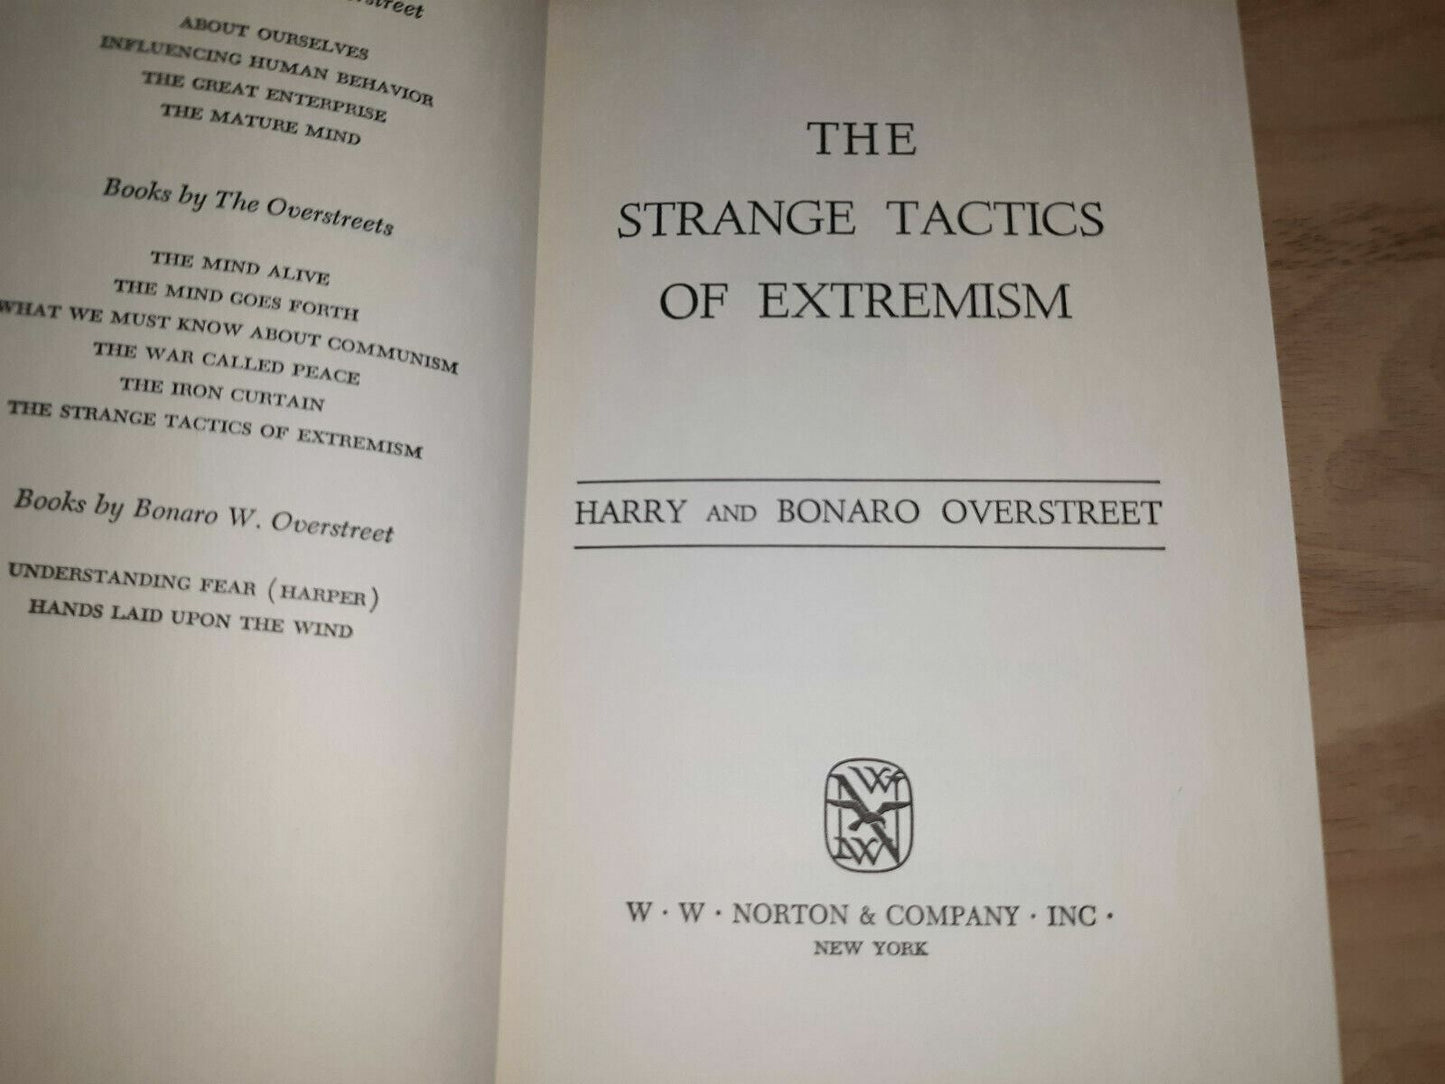 ABOUT OURSELVES
INFLUENCING HUMAN BEHAVIOR
THE GREAT ENTERPRISE
THE MATURE MIND
Books by The Overstreets
THE MIND ALIVE
THE MIND GOES FORTH
WHAT WE MUST KNOW ABOUT COMMUNISM
THE WAR CALLED PEACE
THE IRON CURTAIN
THE STRANGE TACTICS OF EXTREMISM
Books by Bonaro W. Overstreet
UNDERSTANDING FEAR (HARPER)
HANDS LAID UPON THE WIND
THE
STRANGE TACTICS
OF EXTREMISM
HARRY AND BONARO OVERSTREET
W · W · NORTON & COMPANY · INC ·
NEW YORK